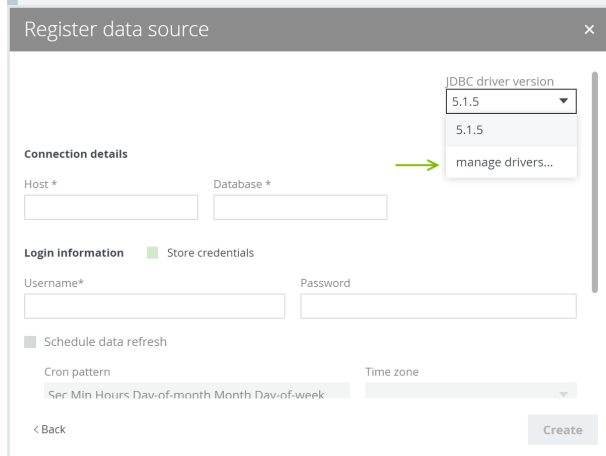 Register data source ×
JDBC driver version
5.1.5
5.1.5
manage drivers...
Connection details
Host *
Database *
Login information
Store credentials
Username*
Password
Schedule data refresh
Cron pattern
Time zone
Sec Min Hours Day-of-month Month Day-of-week
< Back
Create